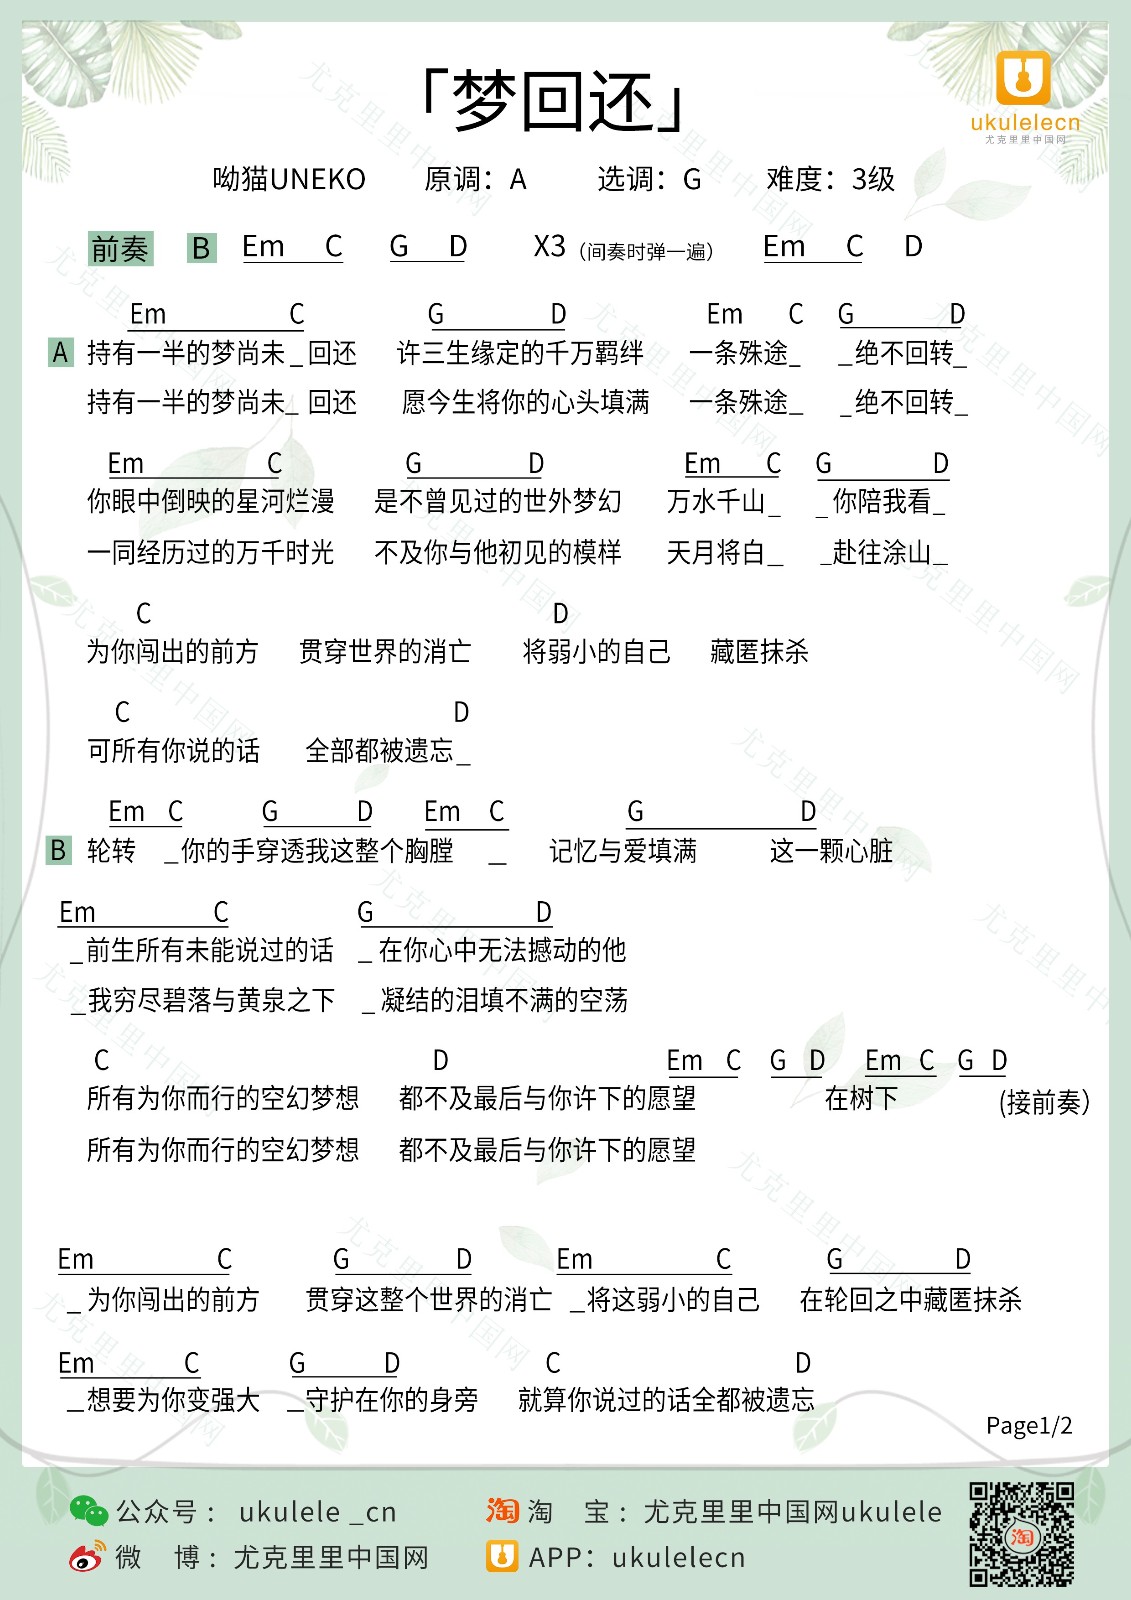 「梦回还」
ukulelecn
尤克里里中国网
呦猫UNEKO 原调：A 选调：G 难度：3级
前奏 B Em C G D X3（间奏时弹一遍） Em C D
Em C G D Em C G D
A 持有一半的梦尚未_回还 许三生缘定的千万羁绊 一条殊途_ _绝不回转_
持有一半的梦尚未_ 回还 愿今生将你的心头填满 一条殊途_ _绝不回转_
Em C G D Em C G D
你眼中倒映的星河烂漫 是不曾见过的世外梦幻 万水千山_ _你陪我看_
一同经历过的万千时光 不及你与他初见的模样 天月将白_ _赴往涂山_
C D
为你闯出的前方 贯穿世界的消亡 将弱小的自己 藏匿抹杀
C D
可所有你说的话 全部都被遗忘_
Em C G D Em C G D
B 轮转 _你的手穿透我这整个胸膛 _ 记忆与爱填满 这一颗心脏
Em C G D
_前生所有未能说过的话 _在你心中无法撼动的他
_我穷尽碧落与黄泉之下 _凝结的泪填不满的空荡
C D Em C G D Em C G D
所有为你而行的空幻梦想 都不及最后与你许下的愿望 在树下 (接前奏）
所有为你而行的空幻梦想 都不及最后与你许下的愿望
Em C G D Em C G D
_为你闯出的前方 贯穿这整个世界的消亡 _将这弱小的自己 在轮回之中藏匿抹杀
Em C G D C D
_想要为你变强大 _守护在你的身旁 就算你说过的话全都被遗忘
Page1/2
公众号： ukulele _cn 淘 淘 宝：尤克里里中国网ukulele
微 博：尤克里里中国网 APP：ukulelecn
淘